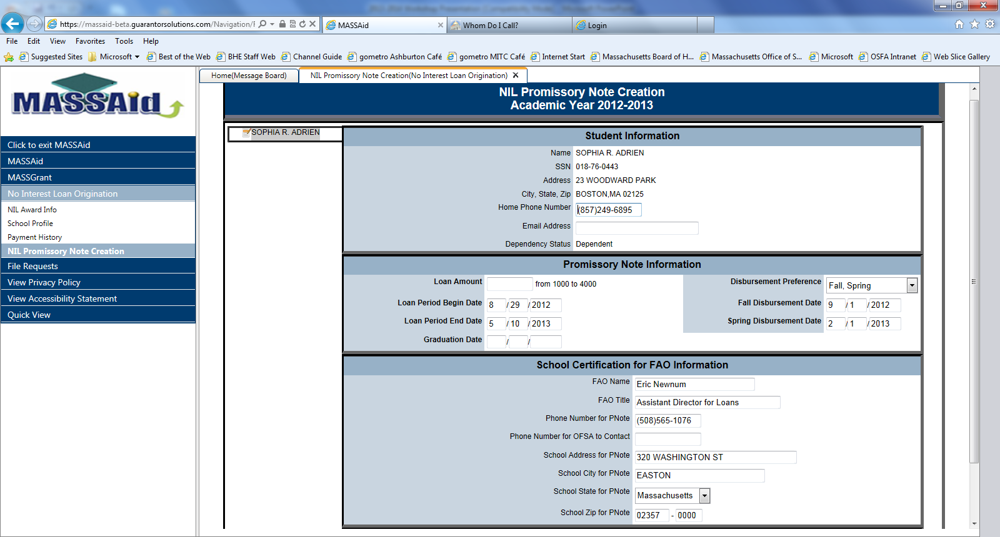 https://massaid-beta.guarantorsolutions.com/Navigation/
MASSAid
Whom Do I Call?
Login
File Edit View Favorites Tools Help
Suggested Sites Microsoft Best of the Web BHE Staff Web Channel Guide gometro Ashburton Café gometro MITC Café Internet Start Massachusetts Board of H... Massachusetts Office of S... Microsoft OSFA Intranet Web Slice Gallery
MASSAid
Home(Message Board)
NIL Promissory Note Creation(No Interest Loan Origination) X
Click to exit MASSAid
MASSAid
MASSGrant
No Interest Loan Origination
NIL Award Info
School Profile
Payment History
NIL Promissory Note Creation
File Requests
View Privacy Policy
View Accessibility Statement
Quick View
NIL Promissory Note Creation
Academic Year 2012-2013
SOPHIA R. ADRIEN
Student Information
Name SOPHIA R. ADRIEN
SSN 018-76-0443
Address 23 WOODWARD PARK
City, State, Zip BOSTON,MA 02125
Home Phone Number (857)249-6895
Email Address
Dependency Status Dependent
Promissory Note Information
Loan Amount from 1000 to 4000
Disbursement Preference Fall, Spring
Loan Period Begin Date 8 / 29 / 2012
Fall Disbursement Date 9 / 1 / 2012
Loan Period End Date 5 / 10 / 2013
Spring Disbursement Date 2 / 1 / 2013
Graduation Date / /
School Certification for FAO Information
FAO Name Eric Newnum
FAO Title Assistant Director for Loans
Phone Number for PNote (508)565-1076
Phone Number for OFSA to Contact
School Address for PNote 320 WASHINGTON ST
School City for PNote EASTON
School State for PNote Massachusetts
School Zip for PNote 02357 - 0000